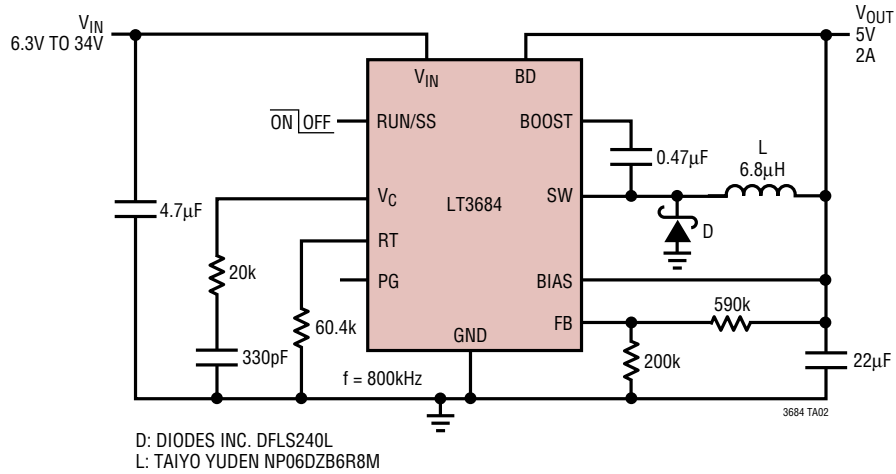 VIN
6.3V TO 34V
VOUT
5V
2A
VIN
BD
ON OFF
RUN/SS
BOOST
0.47µF
L
6.8µH
4.7µF
VC
LT3684
SW
D
RT
20k
PG
BIAS
590k
60.4k
FB
330pF
GND
200k
22µF
f = 800kHz
3684 TA02
D: DIODES INC. DFLS240L
L: TAIYO YUDEN NP06DZB6R8M